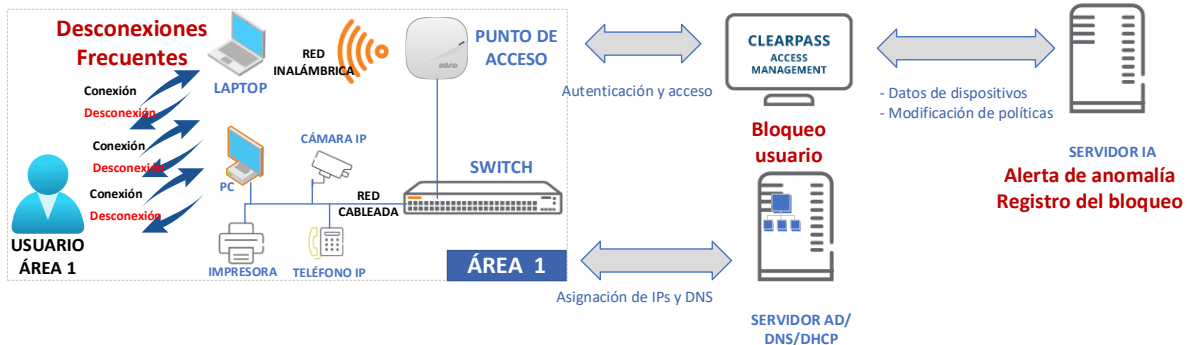 Desconexiones
Frecuentes
Conexión
Desconexión
Conexión
Desconexión
Conexión
Desconexión
USUARIO
ÁREA 1
LAPTOP
RED
INALÁMBRICA
PUNTO DE
ACCESO
PC
CÁMARA IP
SWITCH
RED
CABLEADA
IMPRESORA
TELÉFONO IP
ÁREA 1
Autenticación y acceso
Asignación de IPs y DNS
CLEARPASS
ACCESS
MANAGEMENT
Bloqueo
usuario
SERVIDOR AD/
DNS/DHCP
- Datos de dispositivos
- Modificación de políticas
SERVIDOR IA
Alerta de anomalía
Registro del bloqueo